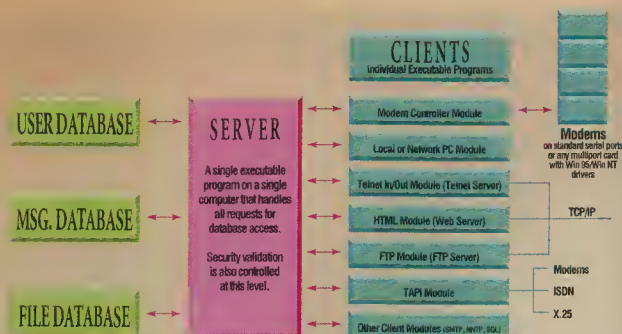 CLIENTS
Individual Executable Programs
USER DATABASE
MSG. DATABASE
FILE DATABASE
SERVER
A single executable
program on a single
computer that handles
all requests for
database access.
Security validation
is also controlled
at this level.
Modem Controller Module
Local or Network PC Module
Telnet In/Out Module (Telnet Server)
HTML Module (Web Server)
FTP Module (FTP Server)
TAPI Module
Other Client Modules (SMTP, NNTP, SQL)
Modems
on standard serial ports
or any multiport card
with Win 95/Win NT
drivers
TCP/IP
Modems
ISDN
X.25